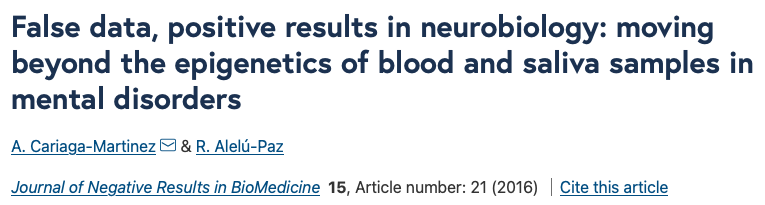 False data, positive results in neurobiology: moving
beyond the epigenetics of blood and saliva samples in
mental disorders
A. Cariaga-Martinez & R. Alelú-Paz
Journal of Negative Results in BioMedicine 15, Article number: 21 (2016) | Cite this article